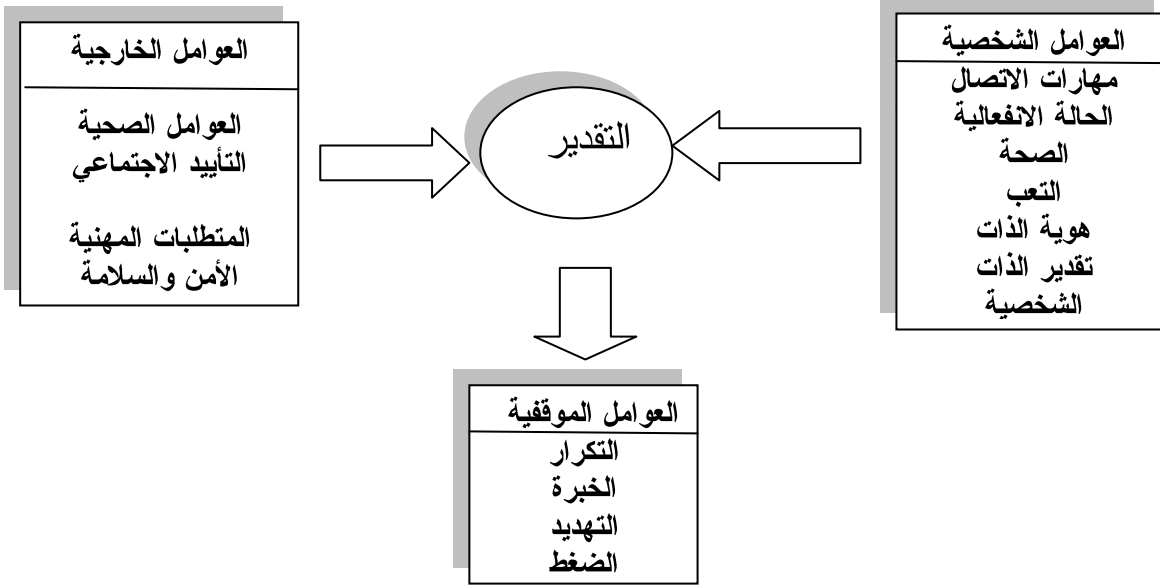 العوامل الشخصية
مهارات الاتصال
الحالة الانفعالية
الصحة
التعب
هوية الذات
تقدير الذات
الشخصية
التقدير
العوامل الخارجية
العوامل الصحية
التأييد الاجتماعي
المتطلبات المهنية
الأمن والسلامة
العوامل الموقفية
التكرار
الخبرة
التهديد
الضغط